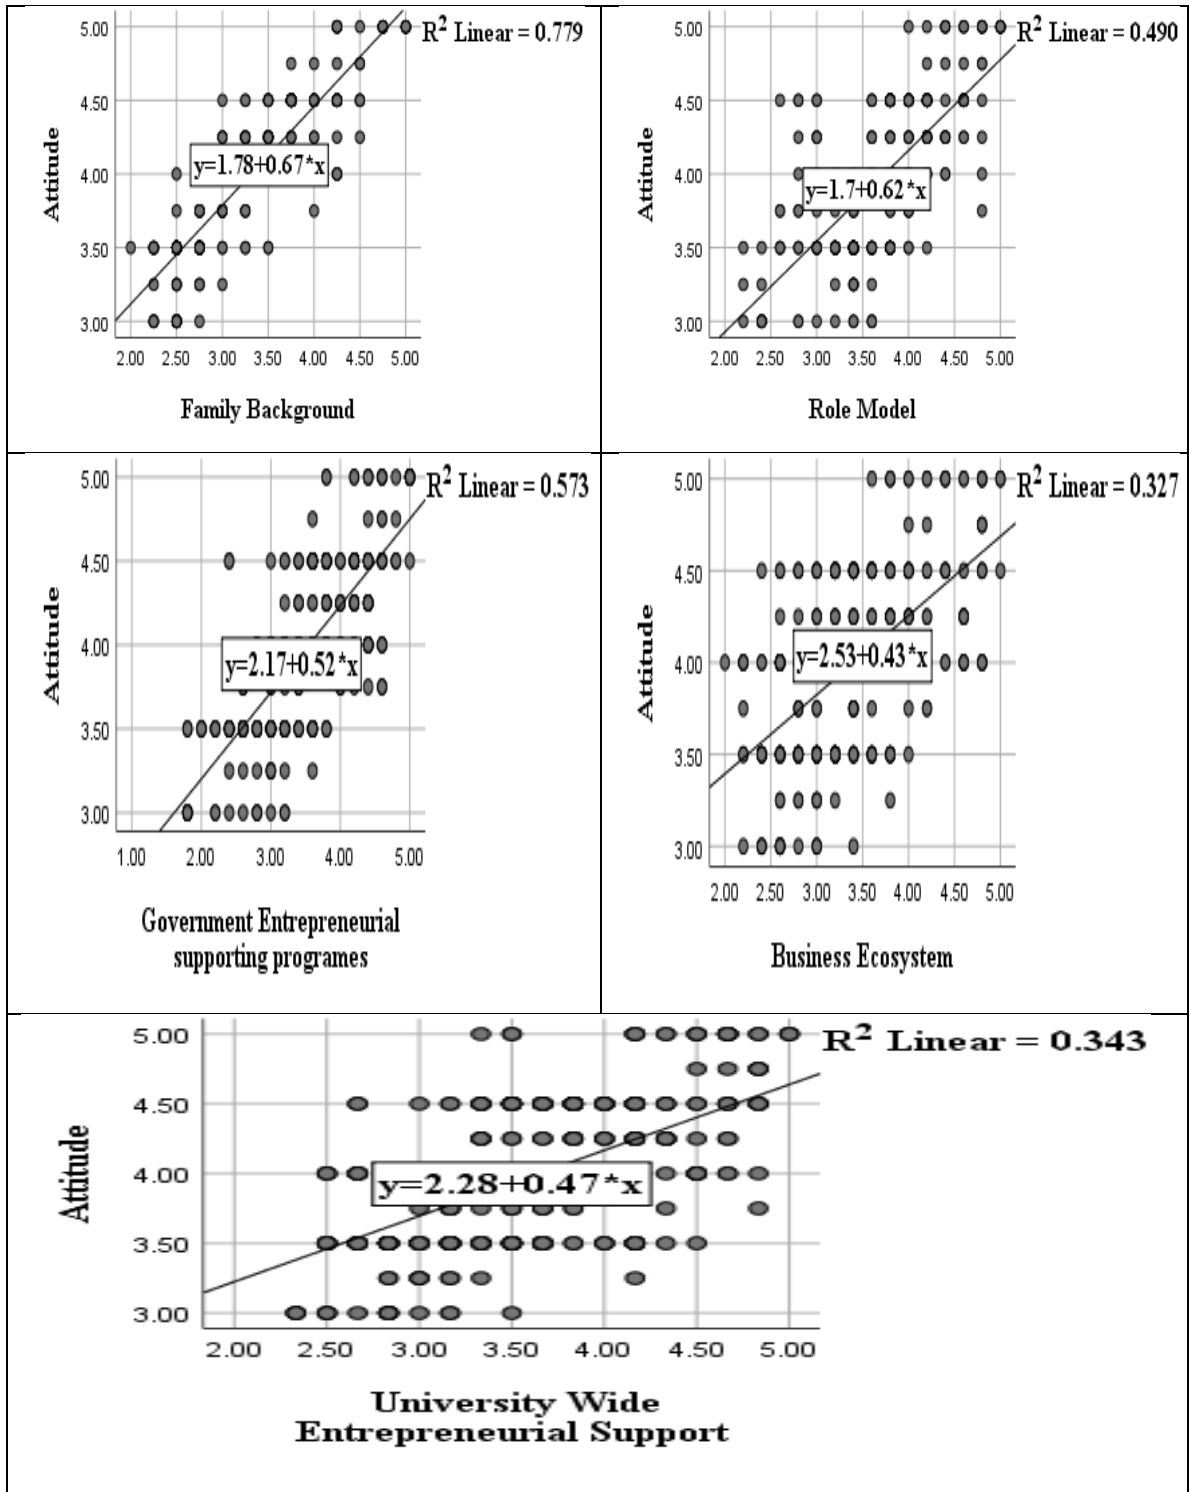 R² Linear = 0.779
5.00
4.50
4.00
3.50
3.00
Attitude
y=1.78+0.67*x
2.00 2.50 3.00 3.50 4.00 4.50 5.00
Family Background
R² Linear = 0.490
5.00
4.50
4.00
3.50
3.00
Attitude
y=1.7+0.62*x
2.00 2.50 3.00 3.50 4.00 4.50 5.00
Role Model
R² Linear = 0.573
5.00
4.50
4.00
3.50
3.00
Attitude
y=2.17+0.52*x
1.00 2.00 3.00 4.00 5.00
Government Entrepreneurial
supporting programes
R² Linear = 0.327
5.00
4.50
4.00
3.50
3.00
Attitude
y=2.53+0.43*x
2.00 2.50 3.00 3.50 4.00 4.50 5.00
Business Ecosystem
R² Linear = 0.343
5.00
4.50
4.00
3.50
3.00
Attitude
y=2.28+0.47*x
2.00 2.50 3.00 3.50 4.00 4.50 5.00
University Wide
Entrepreneurial Support